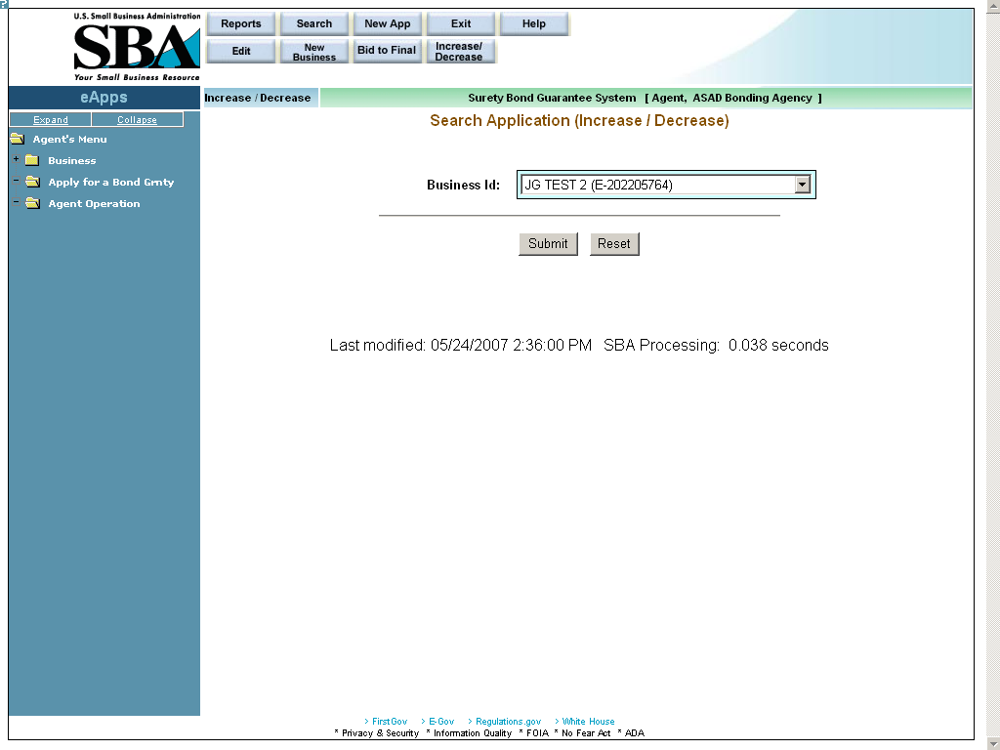 U.S. Small Business Administration
SBA
Your Small Business Resource
Reports Search New App Exit Help
Edit New Business Bid to Final Increase/ Decrease
eApps
Increase / Decrease
Surety Bond Guarantee System [ Agent, ASAD Bonding Agency ]
Expand Collapse
Search Application (Increase / Decrease)
Agent's Menu
Business
Apply for a Bond Grnty
Agent Operation
Business Id: JG TEST 2 (E-202205764)
Submit Reset
Last modified: 05/24/2007 2:36:00 PM SBA Processing: 0.038 seconds
> FirstGov > E-Gov > Regulations.gov > White House
* Privacy & Security * Information Quality * FOIA * No Fear Act * ADA